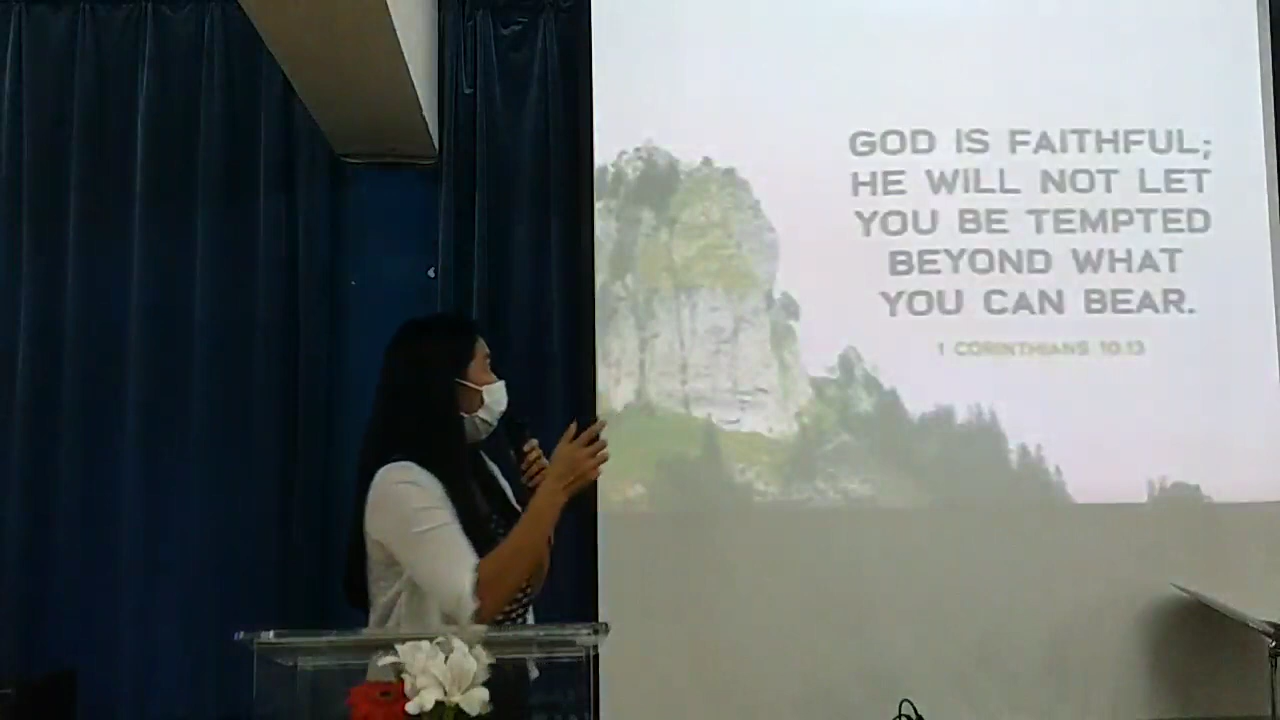 GOD IS FAITHFUL;
HE WILL NOT LET
YOU BE TEMPTED
BEYOND WHAT
YOU CAN BEAR.
1 CORINTHIANS 10:13